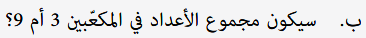 ب. سيكون مجموع الأعداد في المكعّبين 3 أم 9؟